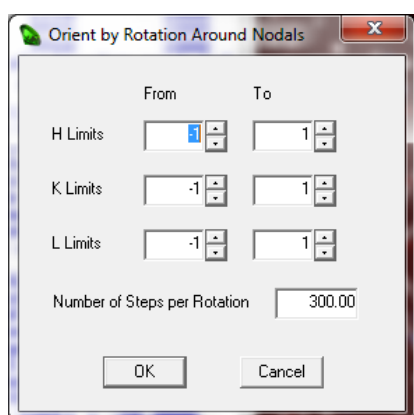 Orient by Rotation Around Nodals
From To
H Limits -1 1
K Limits -1 1
L Limits -1 1
Number of Steps per Rotation 300.00
OK Cancel